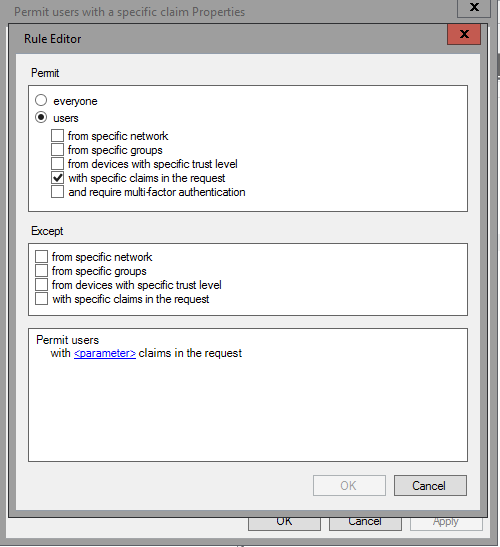 Permit users with a specific claim Properties
X
Rule Editor
X
Permit
everyone
users
from specific network
from specific groups
from devices with specific trust level
with specific claims in the request
and require multi-factor authentication
Except
from specific network
from specific groups
from devices with specific trust level
with specific claims in the request
Permit users
with <parameter> claims in the request
OK Cancel
OK Cancel Apply